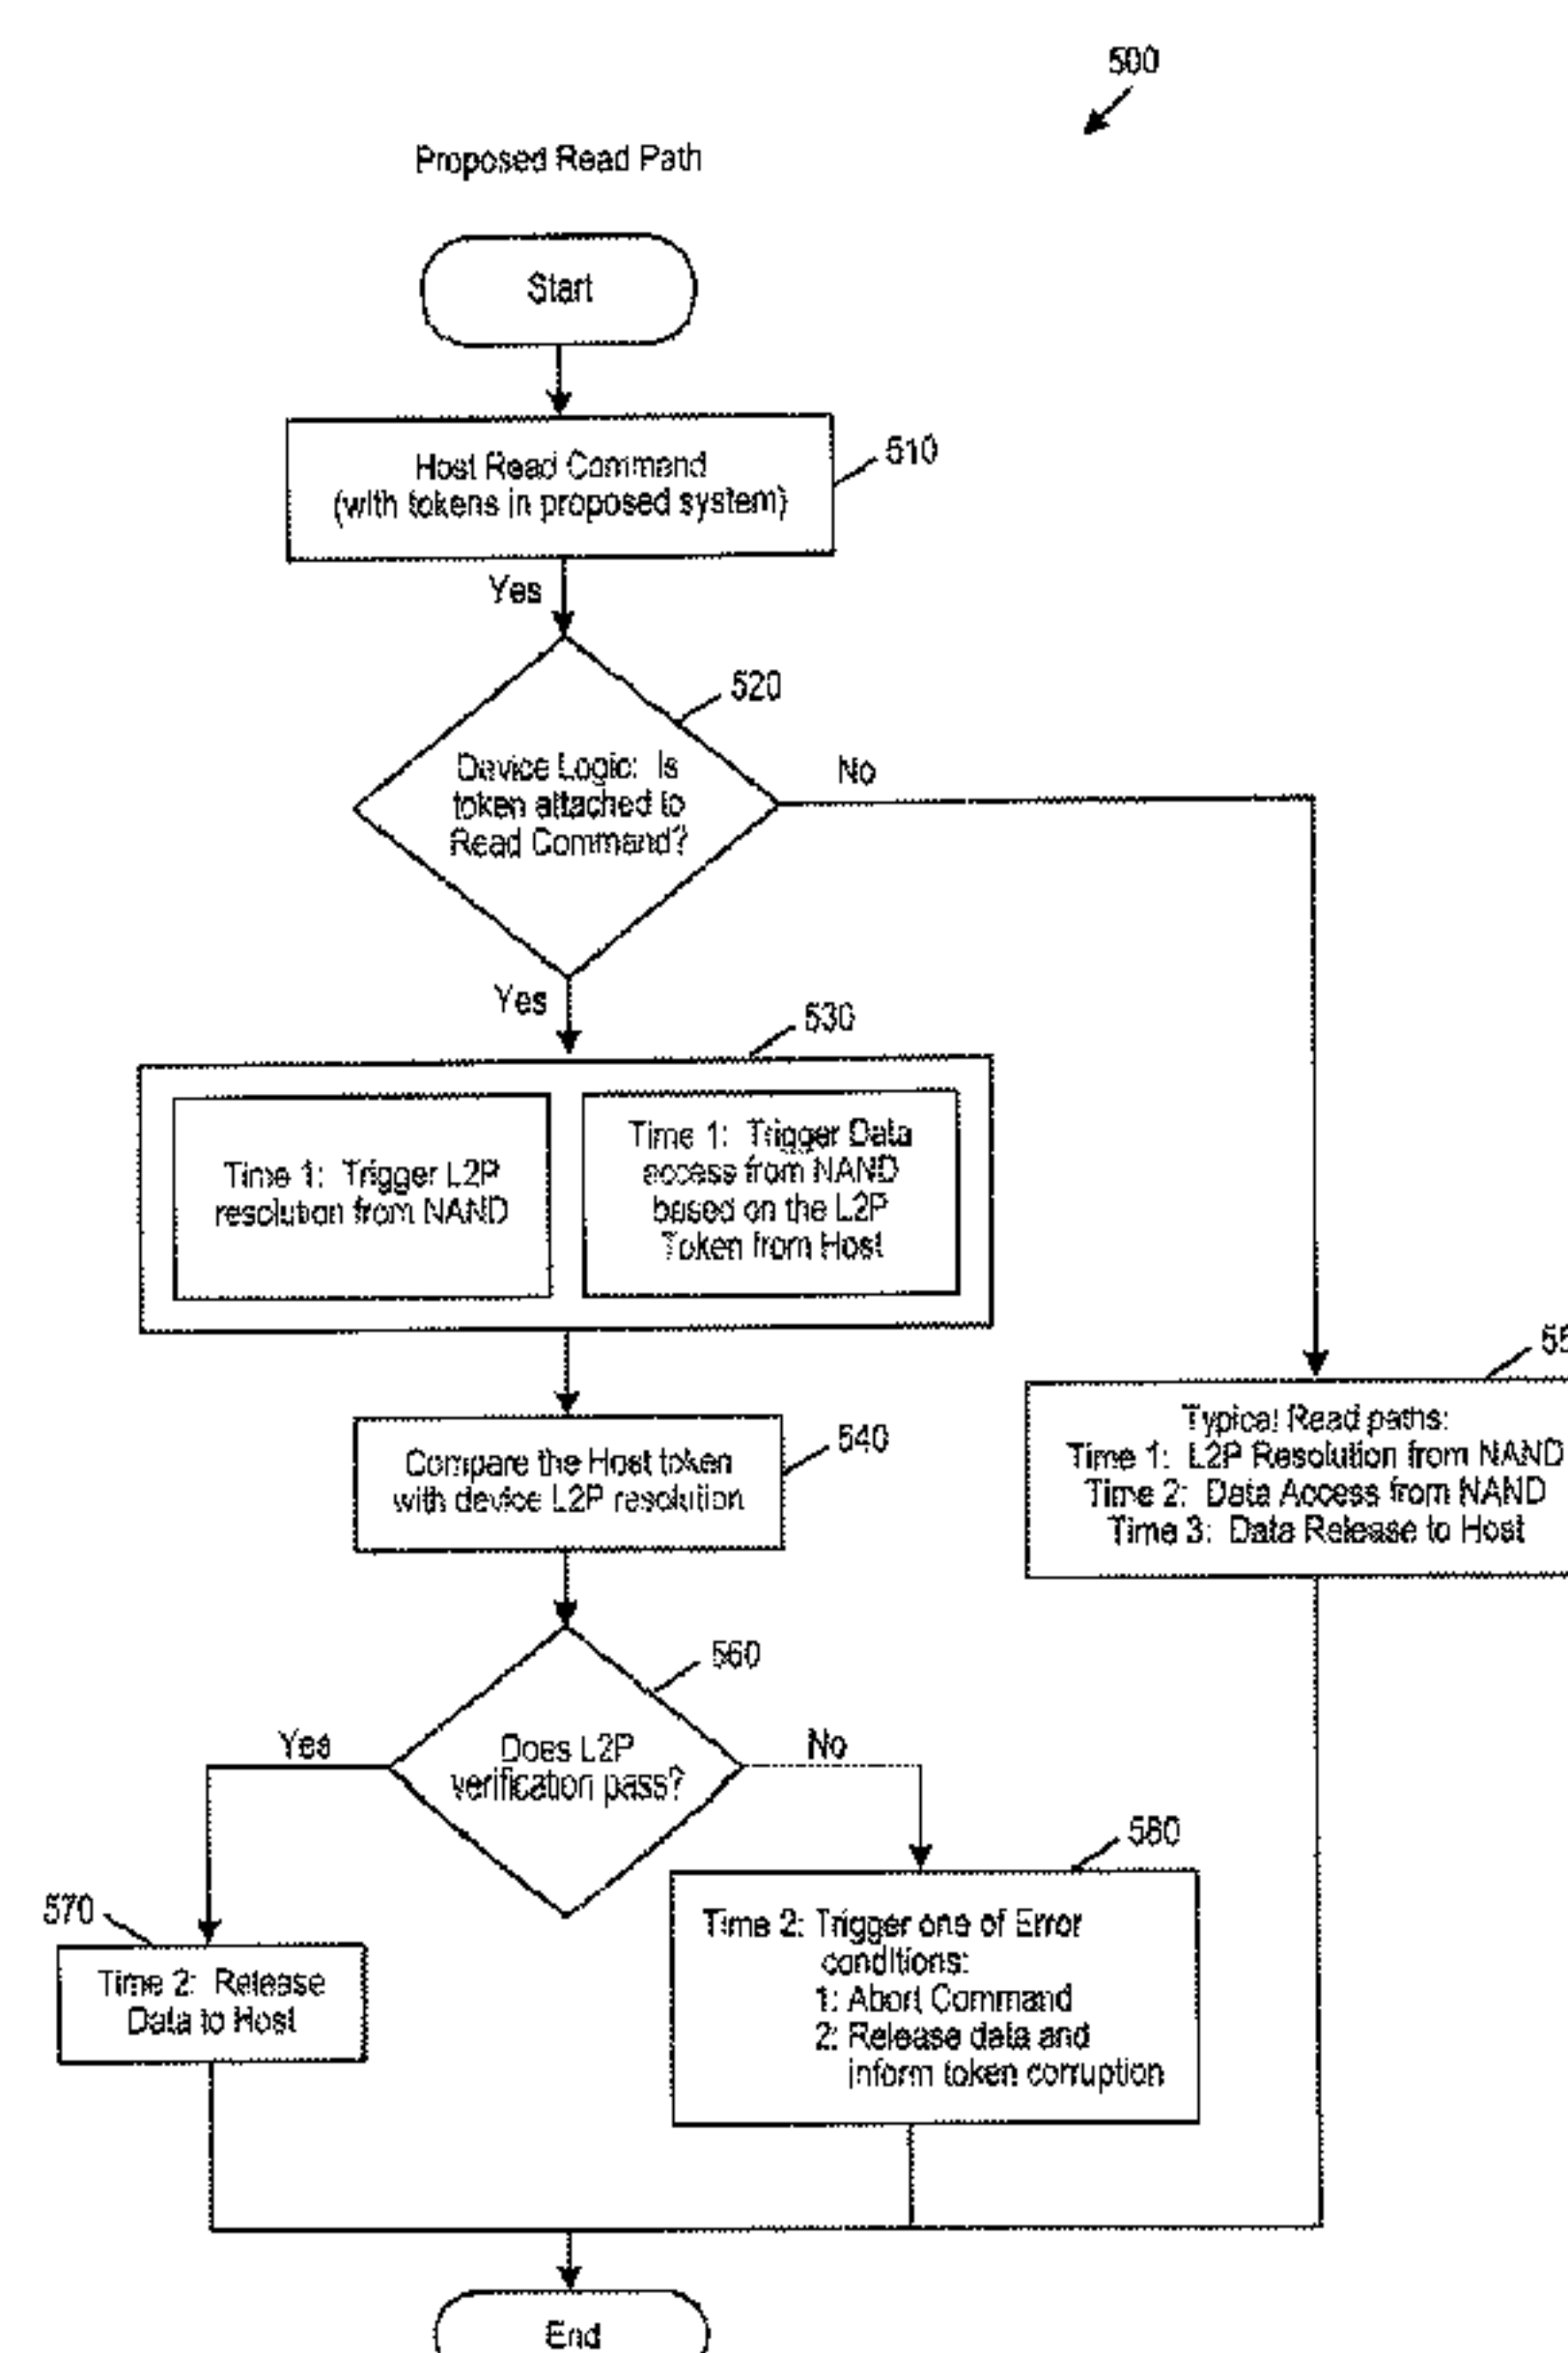 500
Proposed Read Path
Start
Host Read Command
(with tokens in proposed system)
510
Yes
520
Device Logic: Is
token attached to
Read Command?
No
Yes
530
Time 1: Trigger L2P
resolution from NAND
Time 1: Trigger Data
access from NAND
based on the L2P
Token from Host
Compare the Host token
with device L2P resolution
540
Typical Read paths:
Time 1: L2P Resolution from NAND
Time 2: Data Access from NAND
Time 3: Data Release to Host
560
Does L2P
verification pass?
Yes
No
570
Time 2: Release
Data to Host
580
Time 2: Trigger one of Error
conditions:
1: Abort Command
2: Release data and
inform token corruption
End